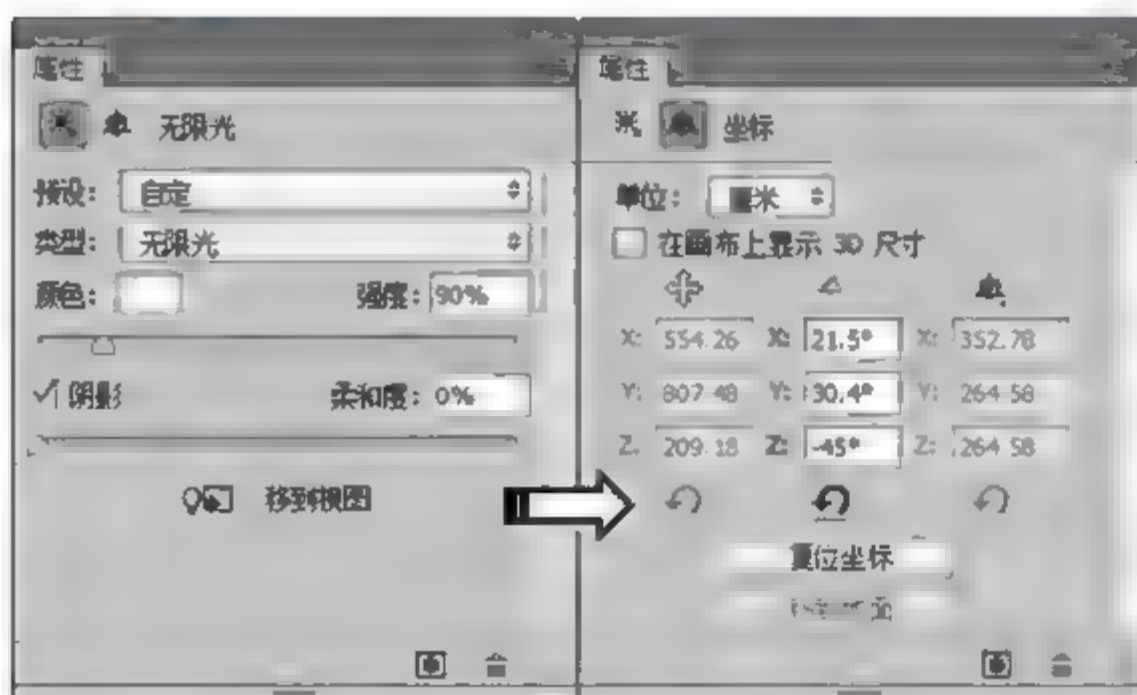 属性
无限光
预设：自定
类型：无限光
颜色： 强度：90%
阴影 柔和度：0%
移到视图
属性
坐标
单位：厘米
在画布上显示 3D 尺寸
X: 554.26 X: 21.5° X: 352.78
Y: 807.48 Y: 30.4° Y: 264.58
Z: 209.18 Z: -45° Z: 264.58
复位坐标